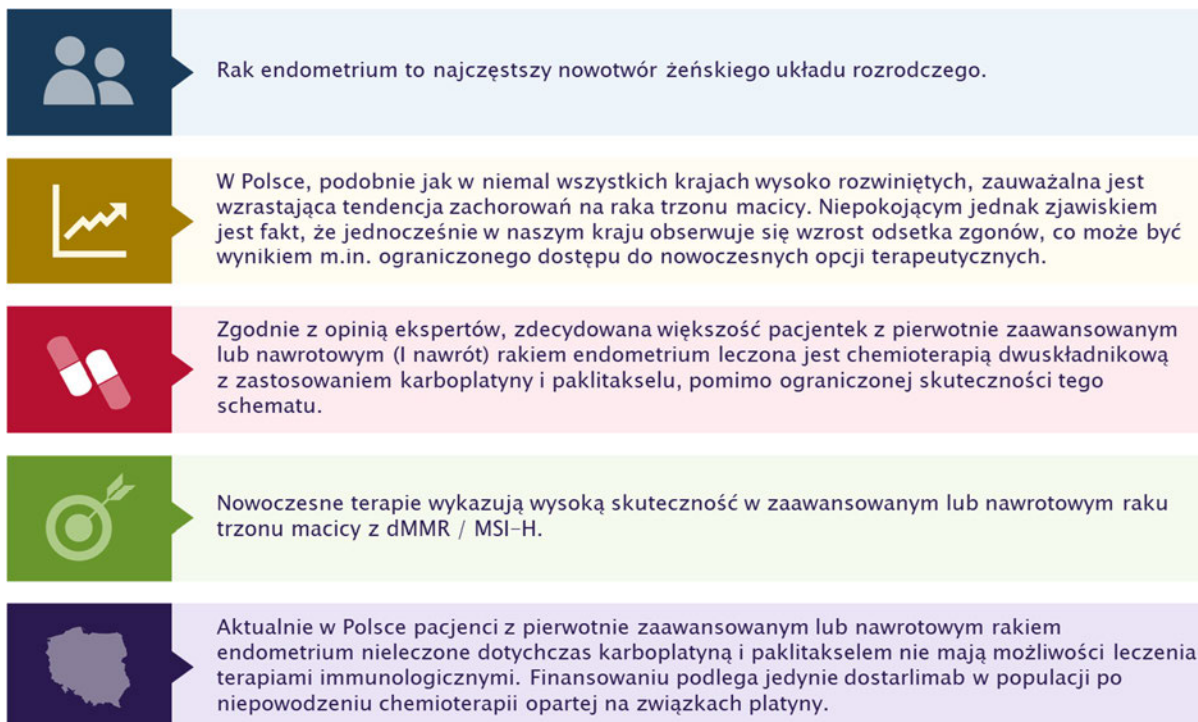 Rak endometrium to najczęstszy nowotwór żeńskiego układu rozrodczego.
W Polsce, podobnie jak w niemal wszystkich krajach wysoko rozwiniętych, zauważalna jest
wzrastająca tendencja zachorowań na raka trzonu macicy. Niepokojącym jednak zjawiskiem
jest fakt, że jednocześnie w naszym kraju obserwuje się wzrost odsetka zgonów, co może być
wynikiem m.in. ograniczonego dostępu do nowoczesnych opcji terapeutycznych.
Zgodnie z opinią ekspertów, zdecydowana większość pacjentek z pierwotnie zaawansowanym
lub nawrotowym (I nawrót) rakiem endometrium leczona jest chemioterapią dwuskładnikową
z zastosowaniem karboplatyny i paklitakselu, pomimo ograniczonej skuteczności tego
schematu.
Nowoczesne terapie wykazują wysoką skuteczność w zaawansowanym lub nawrotowym raku
trzonu macicy z dMMR / MSI-H.
Aktualnie w Polsce pacjenci z pierwotnie zaawansowanym lub nawrotowym rakiem
endometrium nieleczone dotychczas karboplatyną i paklitakselem nie mają możliwości leczenia
terapiami immunologicznymi. Finansowaniu podlega jedynie dostarlimab w populacji po
niepowodzeniu chemioterapii opartej na związkach platyny.